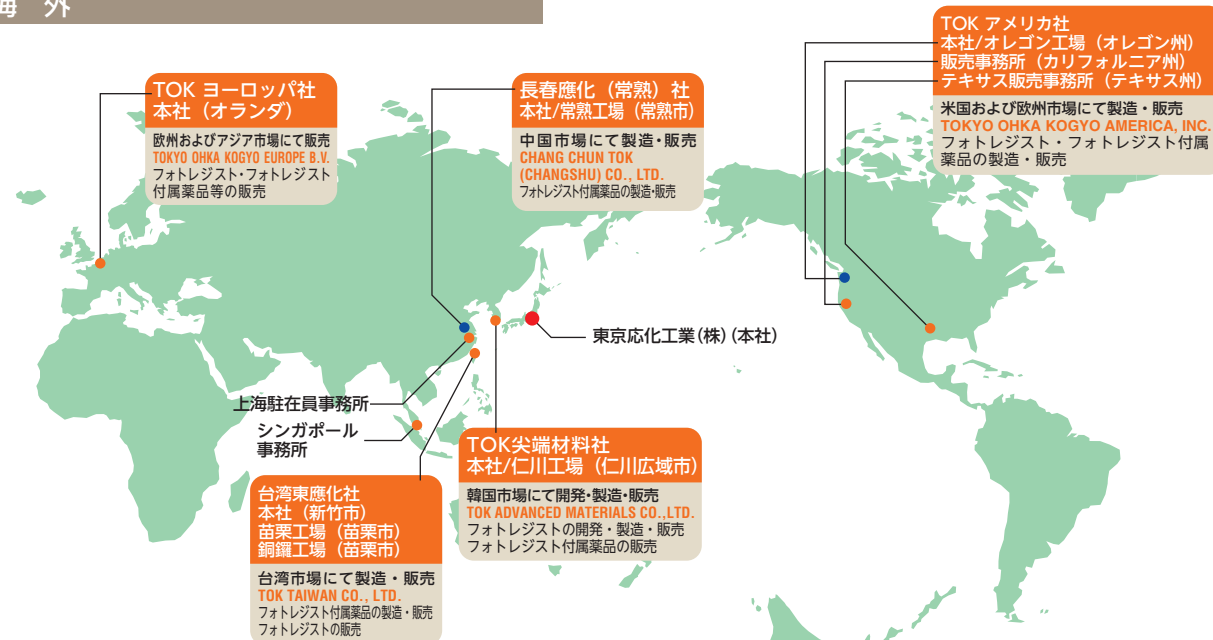 海 外
TOK ヨーロッパ社
本社（オランダ）
欧州およびアジア市場にて販売
TOKYO OHKA KOGYO EUROPE B.V.
フォトレジスト・フォトレジスト
付属薬品等の販売
長春應化（常熟）社
本社/常熟工場（常熟市）
中国市場にて製造・販売
CHANG CHUN TOK
(CHANGSHU) CO., LTD.
フォトレジスト付属薬品の製造・販売
TOK アメリカ社
本社/オレゴン工場（オレゴン州）
販売事務所（カリフォルニア州）
テキサス販売事務所（テキサス州）
米国および欧州市場にて製造・販売
TOKYO OHKA KOGYO AMERICA, INC.
フォトレジスト・フォトレジスト付属
薬品の製造・販売
東京応化工業(株)(本社)
上海駐在員事務所
シンガポール
事務所
TOK尖端材料社
本社/仁川工場（仁川広域市）
韓国市場にて開発・製造・販売
TOK ADVANCED MATERIALS CO.,LTD.
フォトレジストの開発・製造・販売
フォトレジスト付属薬品の販売
台湾東應化社
本社（新竹市）
苗栗工場（苗栗市）
銅鑼工場（苗栗市）
台湾市場にて製造・販売
TOK TAIWAN CO., LTD.
フォトレジスト付属薬品の製造・販売
フォトレジストの販売